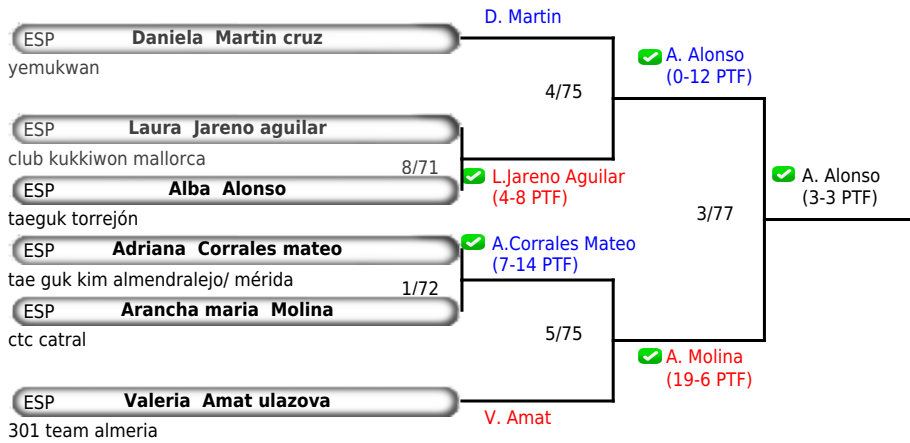 D. Martin
ESP Daniela Martin cruz
yemukwan
A. Alonso
(0-12 PTF)
4/75
ESP Laura Jareno aguilar
club kukkiwon mallorca
8/71
L.Jareno Aguilar
(4-8 PTF)
ESP Alba Alonso
taeguk torrejón
A. Alonso
(3-3 PTF)
3/77
ESP Adriana Corrales mateo
tae guk kim almendralejo/ mérida
A.Corrales Mateo
(7-14 PTF)
1/72
ESP Arancha maria Molina
ctc catral
5/75
A. Molina
(19-6 PTF)
ESP Valeria Amat ulazova
301 team almeria
V. Amat